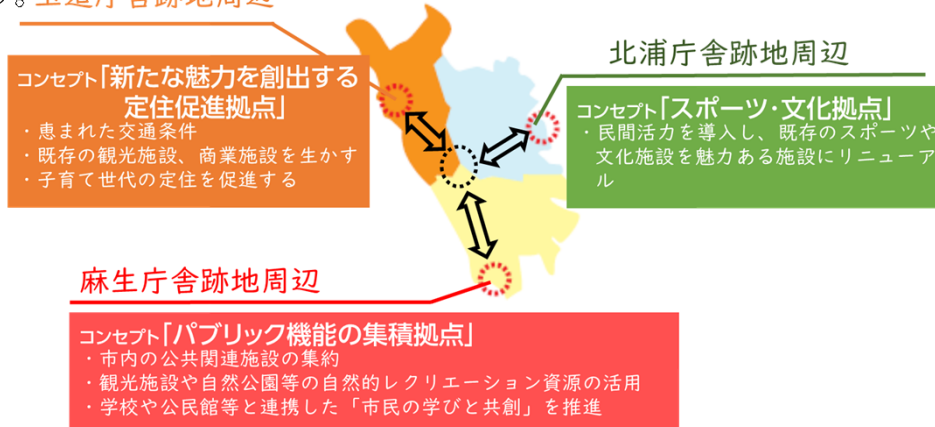 玉造庁舎跡地周辺
コンセプト「新たな魅力を創出する
定住促進拠点」
・恵まれた交通条件
・既存の観光施設、商業施設を生かす
・子育て世代の定住を促進する
北浦庁舎跡地周辺
コンセプト「スポーツ・文化拠点」
・民間活力を導入し、既存のスポーツや
文化施設を魅力ある施設にリニューア
ル
麻生庁舎跡地周辺
コンセプト「パブリック機能の集積拠点」
・市内の公共関連施設の集約
・観光施設や自然公園等の自然的レクリエーション資源の活用
・学校や公民館等と連携した「市民の学びと共創」を推進